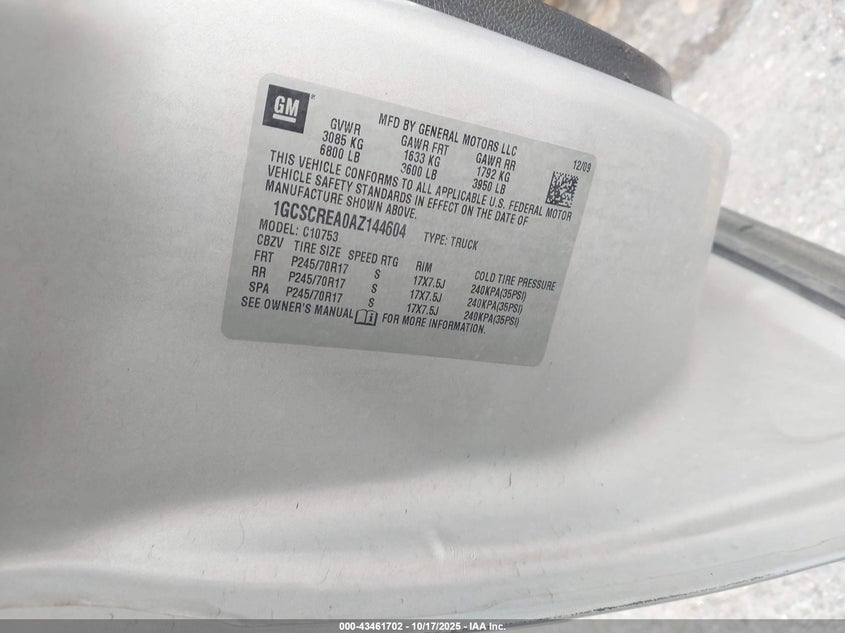 GM
MFD BY GENERAL MOTORS LLC
GVWR GAWR FRT GAWR RR 12/09
3085 KG 1633 KG 1792 KG
6800 LB 3600 LB 3950 LB
THIS VEHICLE CONFORMS TO ALL APPLICABLE U.S. FEDERAL MOTOR
VEHICLE SAFETY STANDARDS IN EFFECT ON THE DATE OF
MANUFACTURE SHOWN ABOVE.
1GCSCREA0AZ144604 TYPE: TRUCK
MODEL: C10753
CBZV TIRE SIZE SPEED RTG RIM COLD TIRE PRESSURE
FRT P245/70R17 S 17X7.5J 240KPA(35PSI)
RR P245/70R17 S 17X7.5J 240KPA(35PSI)
SPA P245/70R17 S 17X7.5J 240KPA(35PSI)
SEE OWNER'S MANUAL FOR MORE INFORMATION.
000-43461702 - 10/17/2025 - IAA Inc.